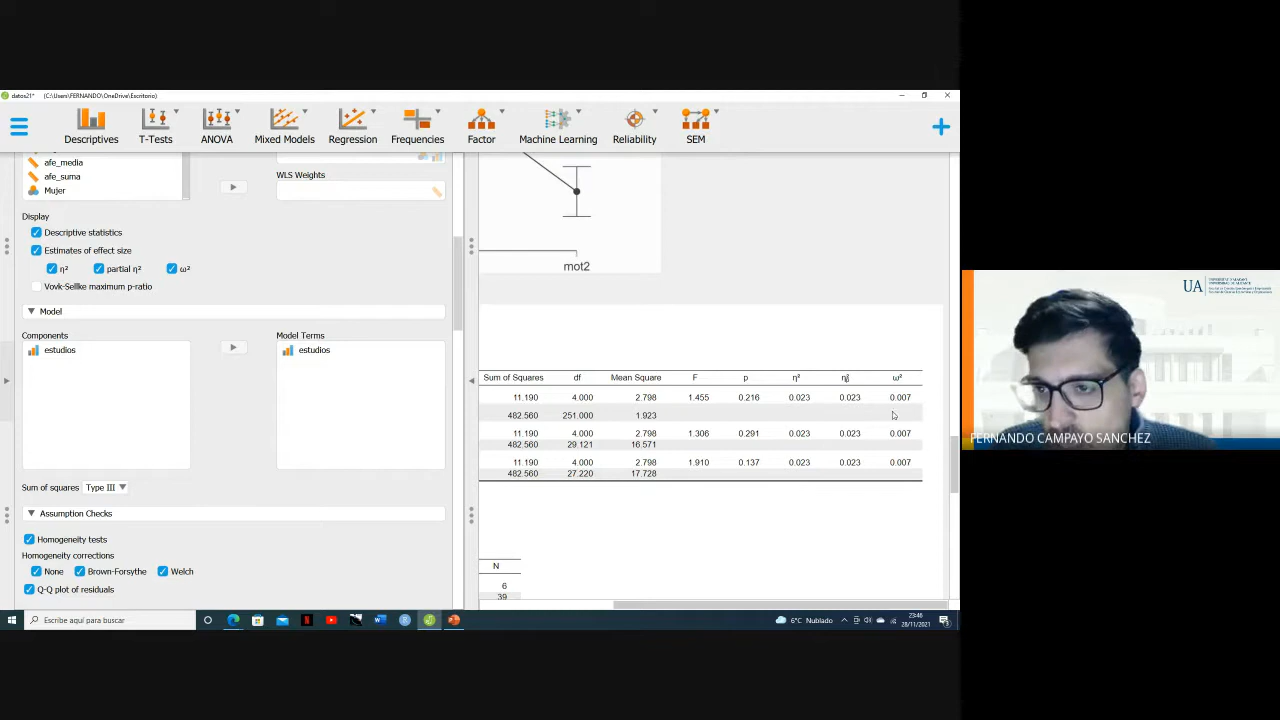 datos21* (C:\Users\FERNANDO\OneDrive\Escritorio)
Descriptives
T-Tests
ANOVA
Mixed Models
Regression
Frequencies
Factor
Machine Learning
Reliability
SEM
afe_media
afe_suma
Mujer
WLS Weights
Display
Descriptive statistics
Estimates of effect size
η² partial η² ω²
Vovk-Sellke maximum p-ratio
Model
Components
Model Terms
estudios
estudios
Sum of squares Type III
Assumption Checks
Homogeneity tests
Homogeneity corrections
None Brown-Forsythe Welch
Q-Q plot of residuals
mot2
Sum of Squares df Mean Square F p η² η² ω²
11.190 4.000 2.798 1.455 0.216 0.023 0.023 0.007
482.560 251.000 1.923
11.190 4.000 2.798 1.306 0.291 0.023 0.023 0.007
482.560 29.121 16.571
11.190 4.000 2.798 1.910 0.137 0.023 0.023 0.007
482.560 27.220 17.728
N
6
39
UA
FERNANDO CAMPAYO SANCHEZ
Escribe aquí para buscar
6°C Nublado
23:46
28/11/2021